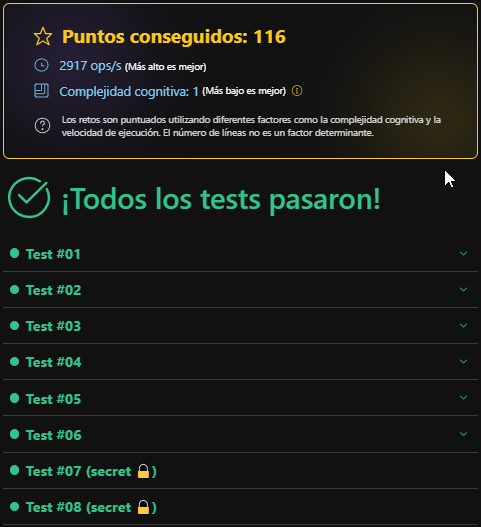 Puntos conseguidos: 116
2917 ops/s (Más alto es mejor)
Complejidad cognitiva: 1 (Más bajo es mejor)
Los retos son puntuados utilizando diferentes factores como la complejidad cognitiva y la
velocidad de ejecución. El número de líneas no es un factor determinante.
¡Todos los tests pasaron!
Test #01
Test #02
Test #03
Test #04
Test #05
Test #06
Test #07 (secret 🔒)
Test #08 (secret 🔒)